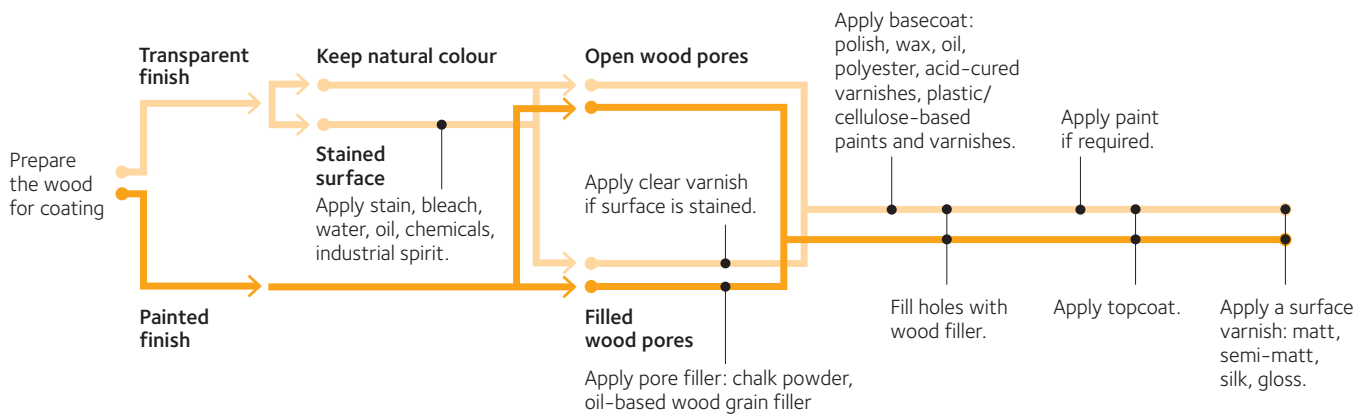 Prepare
the wood
for coating
Transparent
finish
Painted
finish
Keep natural colour
Stained
surface
Apply stain, bleach,
water, oil, chemicals,
industrial spirit.
Open wood pores
Apply clear varnish
if surface is stained.
Filled
wood pores
Apply pore filler: chalk powder,
oil-based wood grain filler
Apply basecoat:
polish, wax, oil,
polyester, acid-cured
varnishes, plastic/
cellulose-based
paints and varnishes.
Fill holes with
wood filler.
Apply paint
if required.
Apply topcoat.
Apply a surface
varnish: matt,
semi-matt,
silk, gloss.